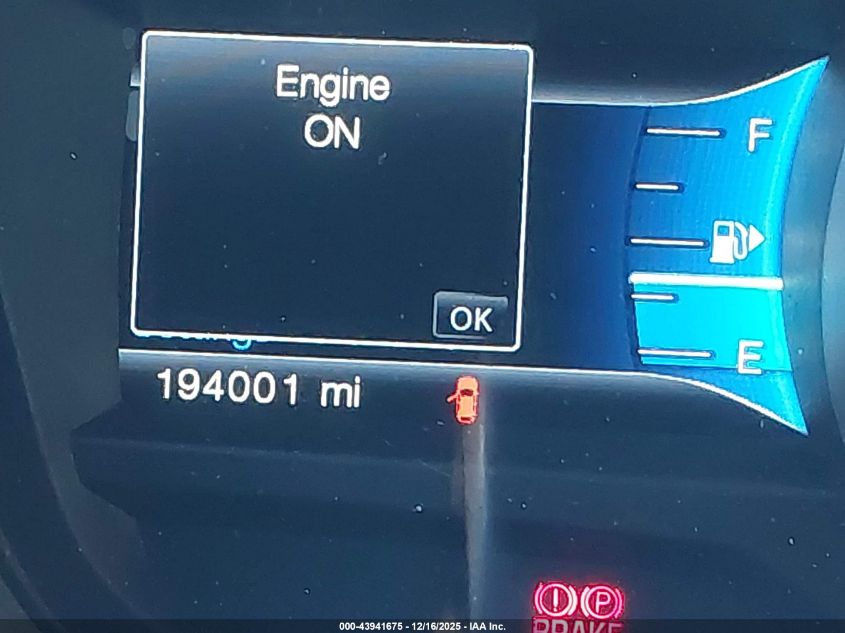 Engine
ON
F
OK
E
194001 mi
P
BRAKE
000-43941675 - 12/16/2025 - IAA Inc.